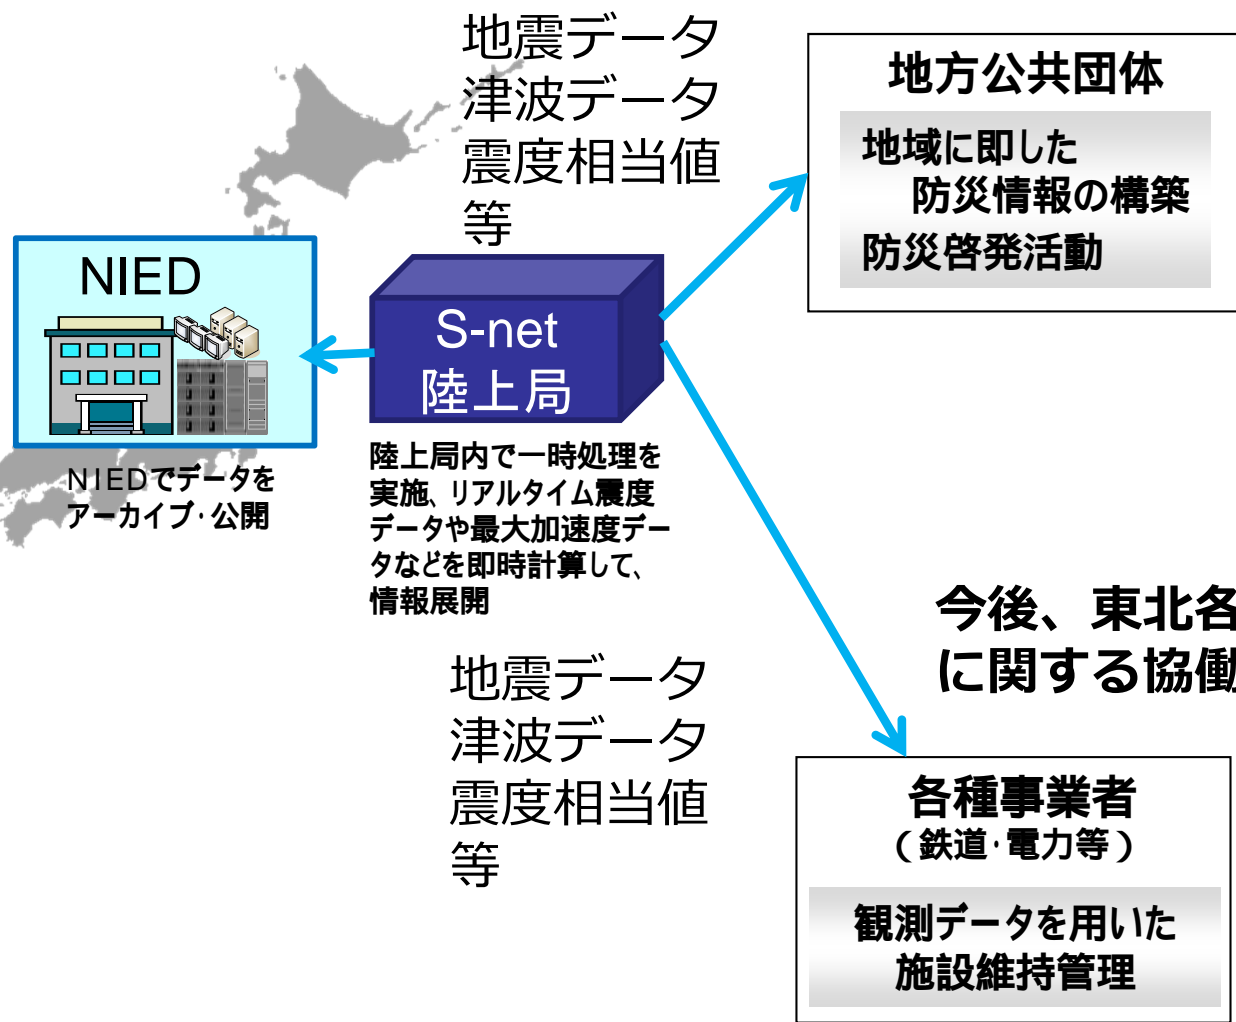 地震データ
津波データ
震度相当値
等
地方公共団体
地域に即した
防災情報の構築
防災啓発活動
NIED
S-net
陸上局
NIEDでデータを
アーカイブ・公開
陸上局内で一時処理を
実施、リアルタイム震度
データや最大加速度デー
タなどを即時計算して、
情報展開
今後、東北各
に関する協働
地震データ
津波データ
震度相当値
等
各種事業者
（鉄道・電力等）
観測データを用いた
施設維持管理